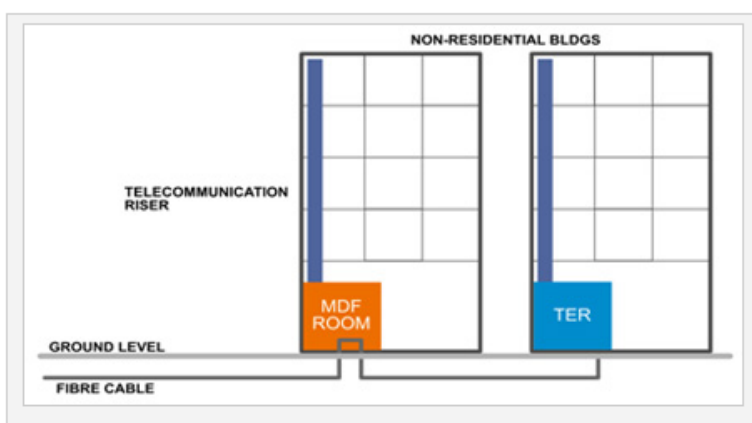 NON-RESIDENTIAL BLDGS
TELECOMMUNICATION
RISER
MDF
ROOM
TER
GROUND LEVEL
FIBRE CABLE